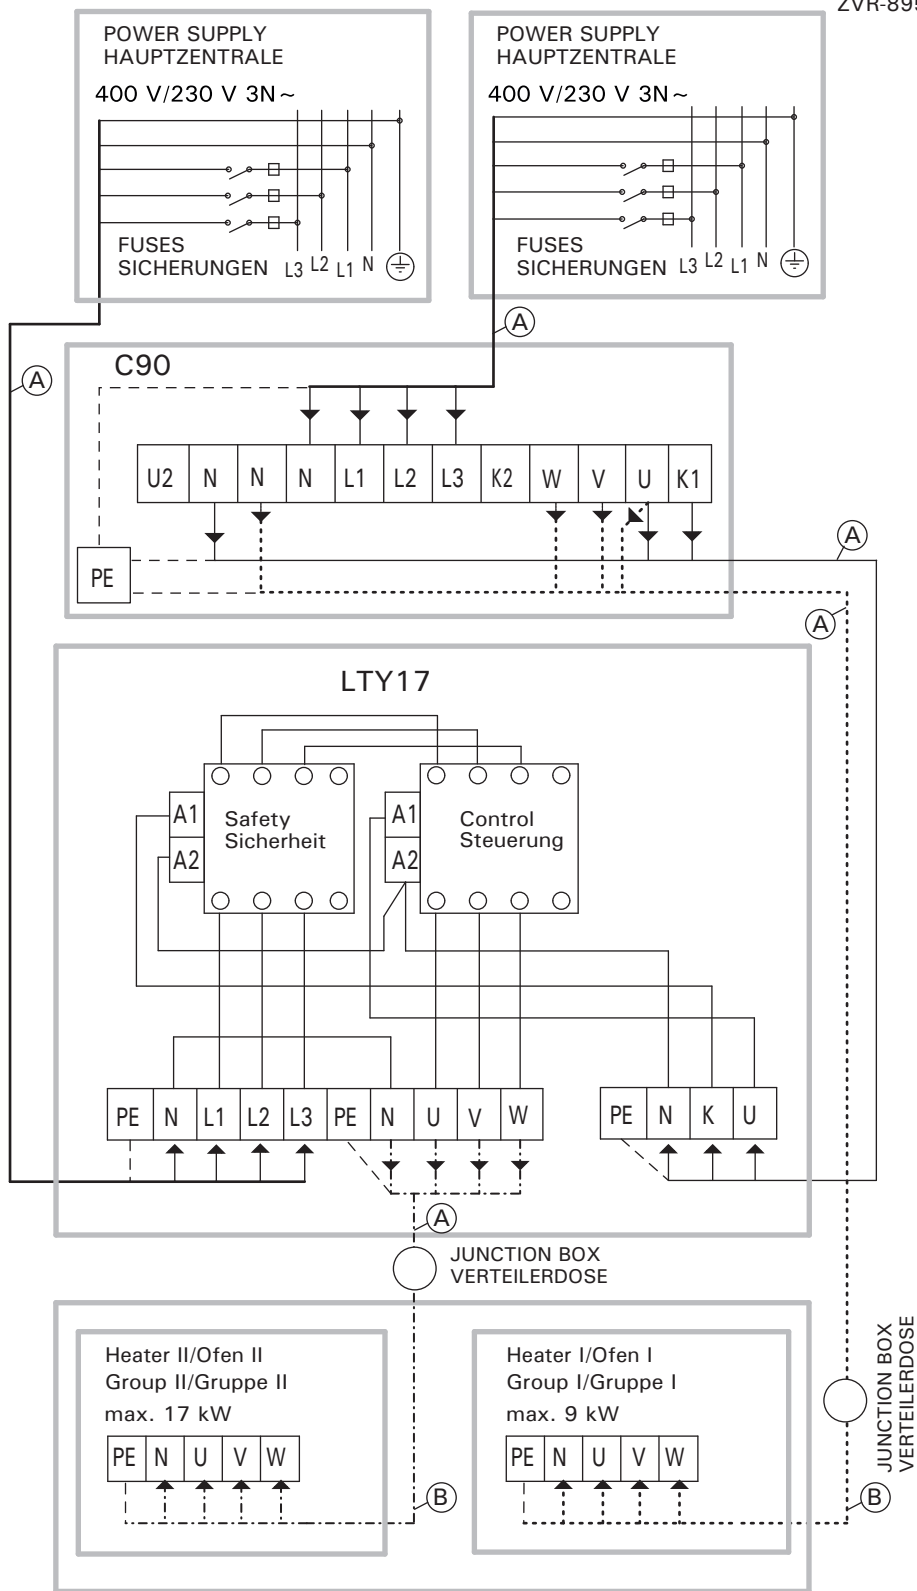 ZVR-895
POWER SUPPLY
HAUPTZENTRALE
400 V/230 V 3N~
FUSES
SICHERUNGEN
L3 L2 L1 N
POWER SUPPLY
HAUPTZENTRALE
400 V/230 V 3N~
FUSES
SICHERUNGEN
L3 L2 L1 N
A
A
C90
U2 N N N L1 L2 L3 K2 W V U K1
PE
A
A
LTY17
A1
A2
Safety
Sicherheit
A1
A2
Control
Steuerung
PE N L1 L2 L3 PE N U V W
PE N K U
A
JUNCTION BOX
VERTEILERDOSE
Heater II/Ofen II
Group II/Gruppe II
max. 17 kW
PE N U V W
B
Heater I/Ofen I
Group I/Gruppe I
max. 9 kW
PE N U V W
B
JUNCTION BOX
VERTEILERDOSE